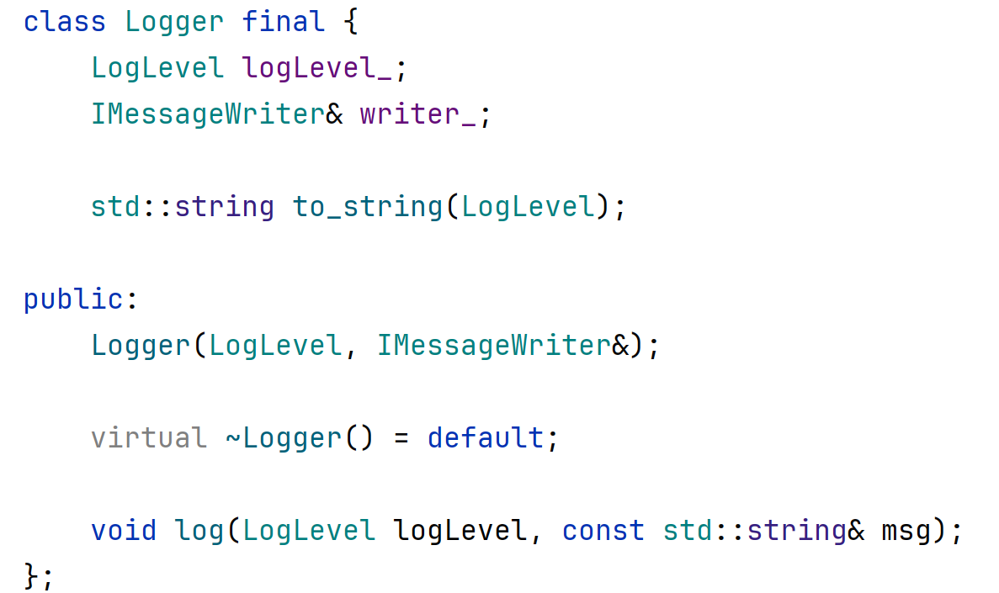 class Logger final {
    LogLevel logLevel_;
    IMessageWriter& writer_;

    std::string to_string(LogLevel);

public:
    Logger(LogLevel, IMessageWriter&);

    virtual ~Logger() = default;

    void log(LogLevel logLevel, const std::string& msg);
};